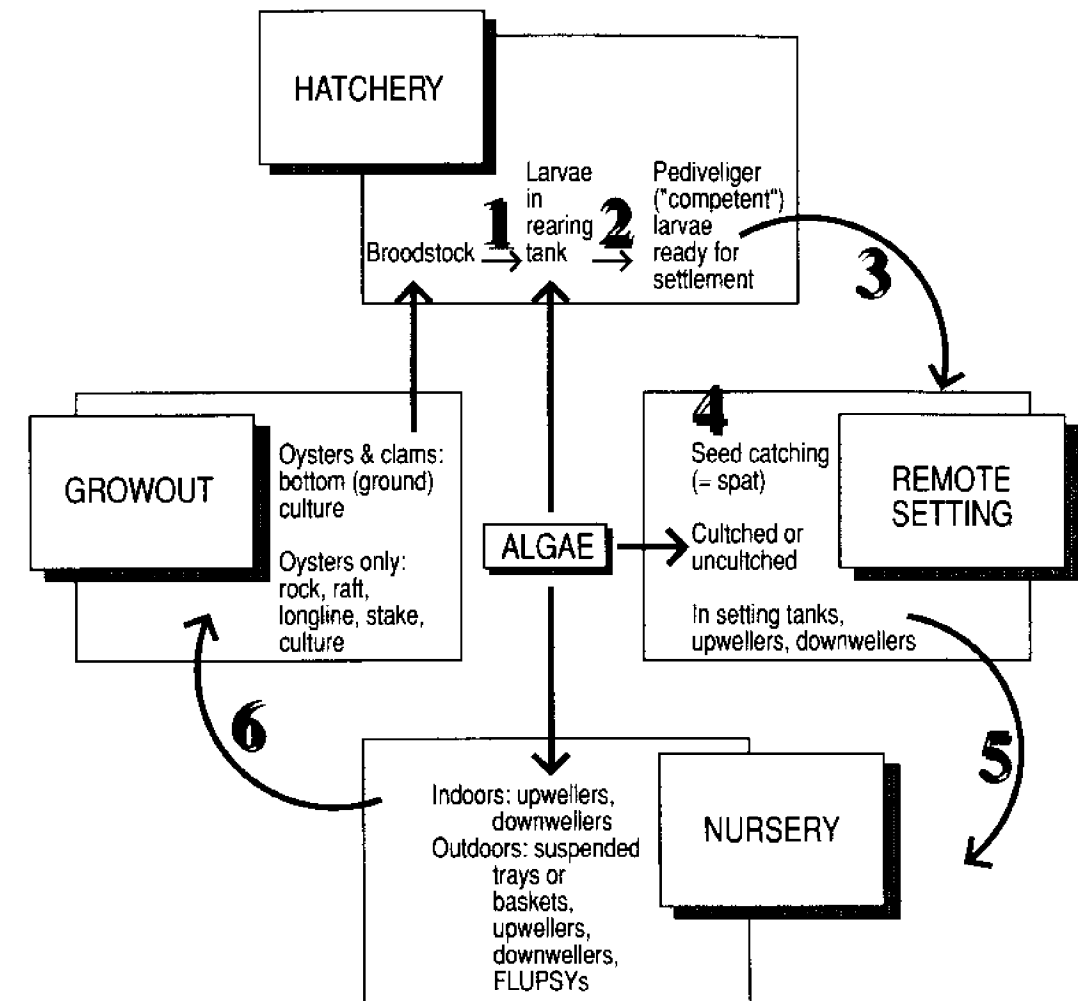 HATCHERY
Larvae
in
rearing
tank
Pediveliger
("competent")
larvae
ready for
settlement
1
2
Broodstock
3
GROWOUT
Oysters & clams:
bottom (ground)
culture
Oysters only:
rock, raft,
longline, stake,
culture
ALGAE
4
Seed catching
(= spat)
Cultched or
uncultched
In setting tanks,
upwellers, downwellers
REMOTE
SETTING
5
6
Indoors: upwellers,
downwellers
Outdoors: suspended
trays or
baskets,
upwellers,
downwellers,
FLUPSYs
NURSERY